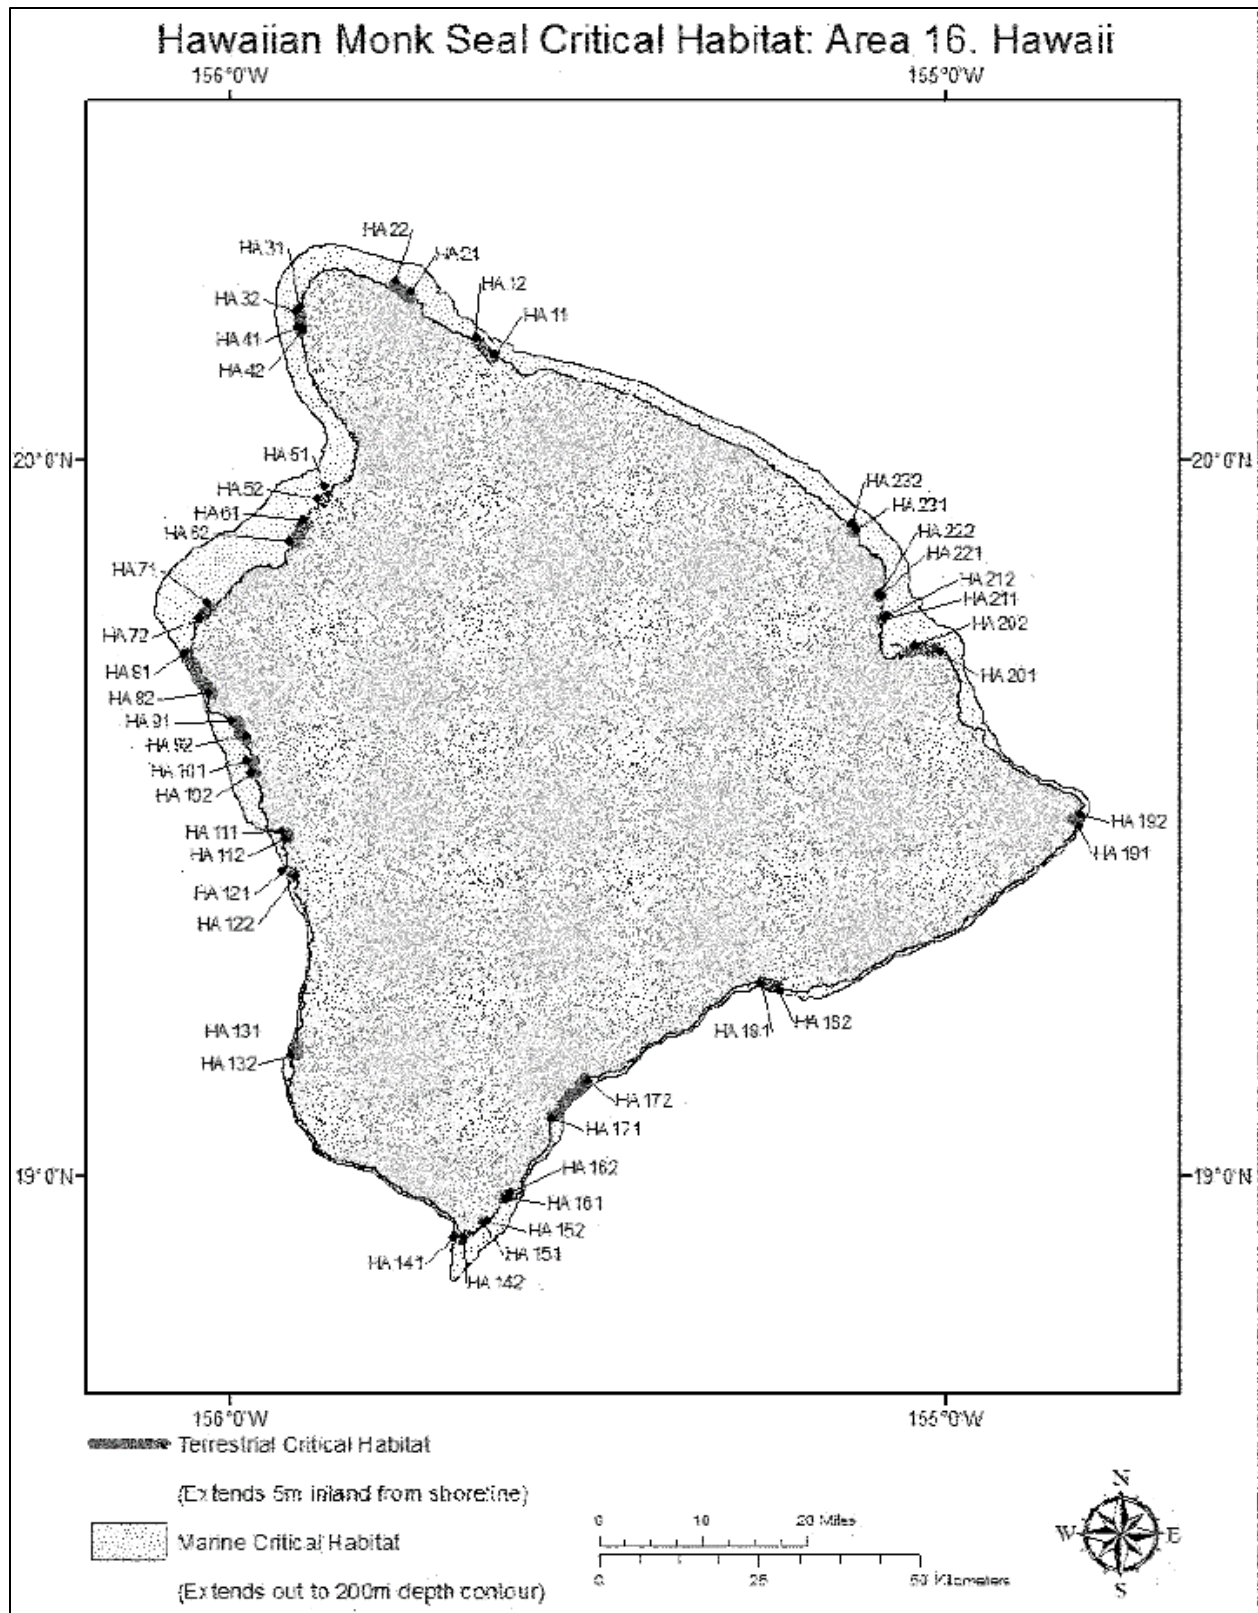 Hawaiian Monk Seal Critical Habitat: Area 16. Hawaii
156°0'W
155°0'W
HA 22
HA 31
HA 21
HA 12
HA 32
HA 11
HA 41
HA 42
HA 51
20°0'N
20°0'N
HA 232
HA 52
HA 231
HA 61
HA 222
HA 62
HA 221
HA 71
HA 212
HA 211
HA 202
HA 72
HA 81
HA 201
HA 82
HA 91
HA 92
HA 101
HA 102
HA 192
HA 111
HA 191
HA 112
HA 121
HA 122
HA 182
HA 131
HA 181
HA 132
HA 172
HA 171
HA 162
19°0'N
19°0'N
HA 161
HA 152
HA 151
HA 141
HA 142
156°0'W
155°0'W
Terrestrial Critical Habitat
(Extends 5m inland from shoreline)
N
0 10 20 Miles
Marine Critical Habitat
W E
0 25 50 Kilometers
S
(Extends out to 200m depth contour)